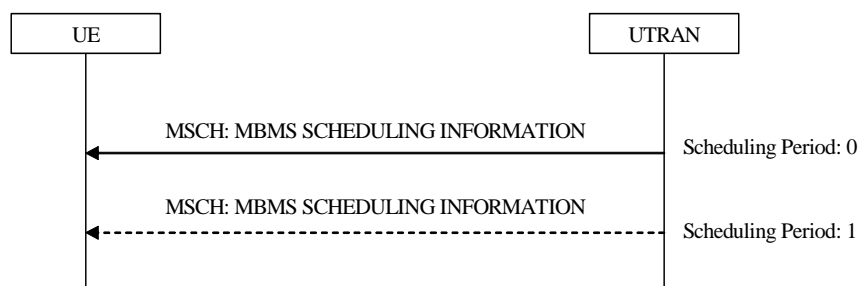 UE
UTRAN
MSCH: MBMS SCHEDULING INFORMATION
Scheduling Period: 0
MSCH: MBMS SCHEDULING INFORMATION
Scheduling Period: 1